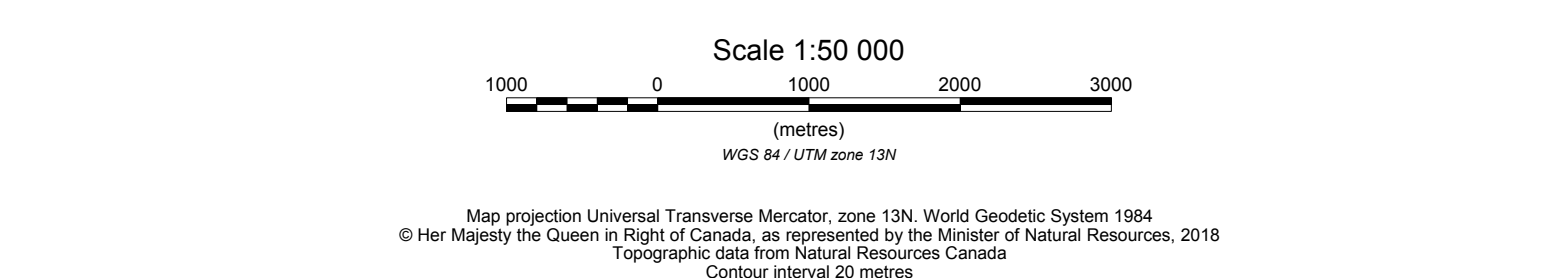 Scale 1:50 000
1000 0 1000 2000 3000
(metres)
WGS 84 / UTM zone 13N
Map projection Universal Transverse Mercator, zone 13N. World Geodetic System 1984
© Her Majesty the Queen in Right of Canada, as represented by the Minister of Natural Resources, 2018
Topographic data from Natural Resources Canada
Contour interval 20 metres